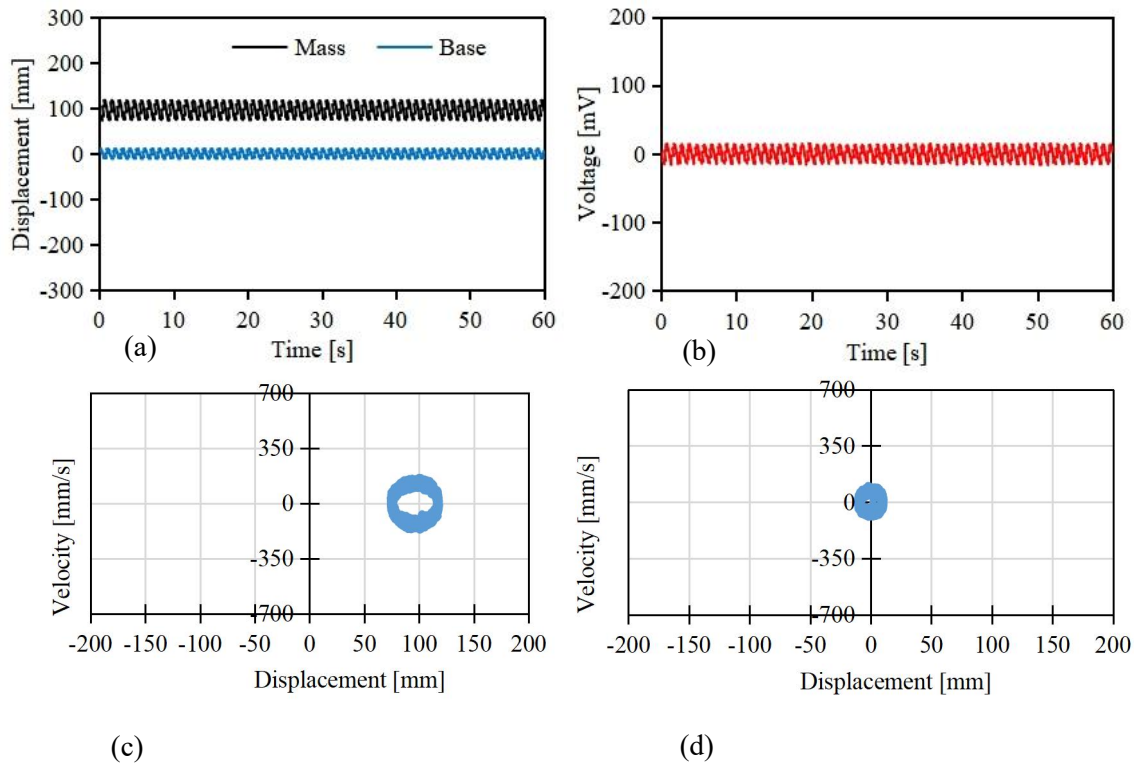 300
200
100
0
-100
-200
-300
Displacement [mm]
Mass Base
0 10 20 30 40 50 60
Time [s]
(a)
200
100
0
-100
-200
Voltage [mV]
0 10 20 30 40 50 60
Time [s]
(b)
700
350
0
-350
-700
Velocity [mm/s]
-200 -150 -100 -50 0 50 100 150 200
Displacement [mm]
(c)
700
350
0
-350
-700
Velocity [mm/s]
-200 -150 -100 -50 0 50 100 150 200
Displacement [mm]
(d)